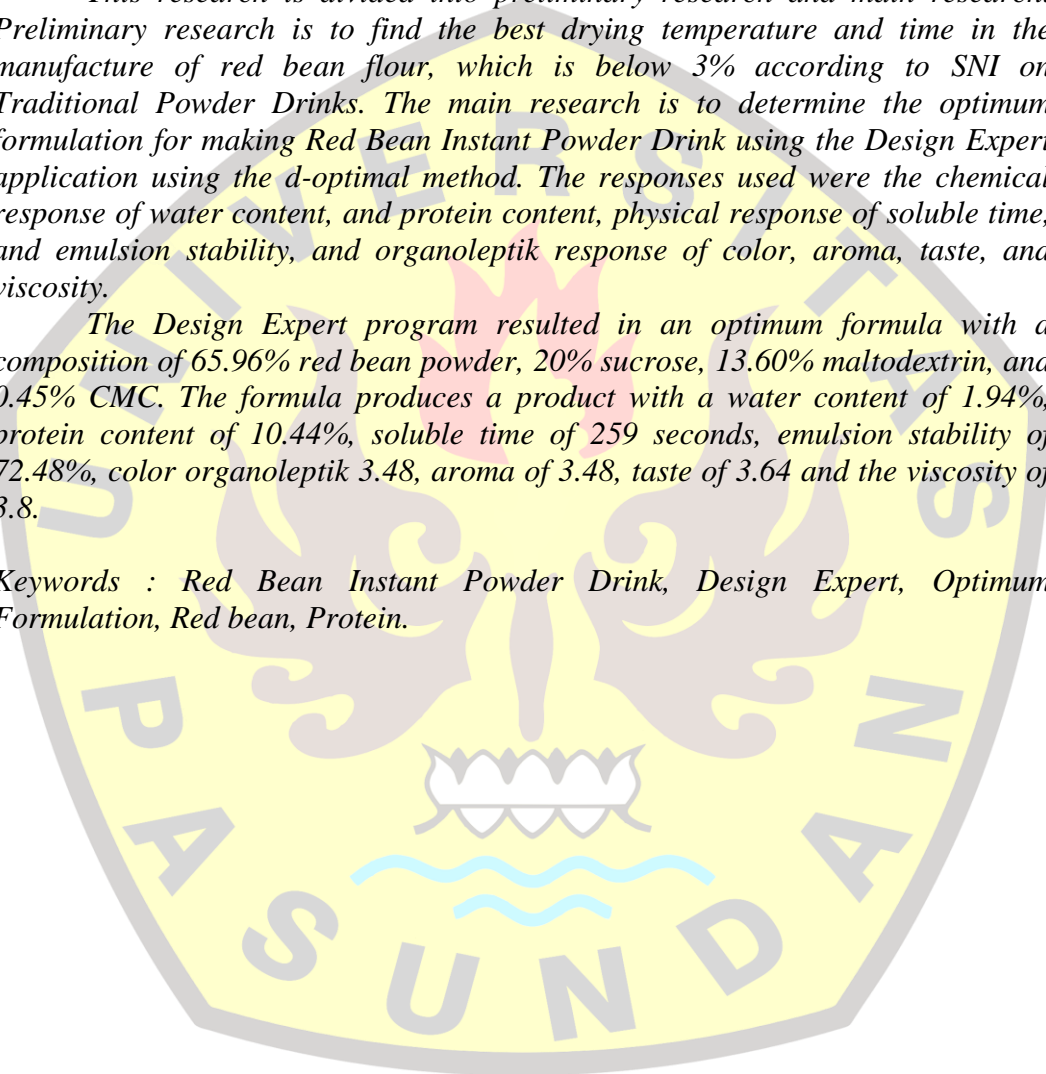 This research is divided into preliminary research and main research.
Preliminary research is to find the best drying temperature and time in the
manufacture of red bean flour, which is below 3% according to SNI on
Traditional Powder Drinks. The main research is to determine the optimum
formulation for making Red Bean Instant Powder Drink using the Design Expert
application using the d-optimal method. The responses used were the chemical
response of water content, and protein content, physical response of soluble time,
and emulsion stability, and organoleptik response of color, aroma, taste, and
viscosity.
The Design Expert program resulted in an optimum formula with a
composition of 65.96% red bean powder, 20% sucrose, 13.60% maltodextrin, and
0.45% CMC. The formula produces a product with a water content of 1.94%,
protein content of 10.44%, soluble time of 259 seconds, emulsion stability of
72.48%, color organoleptik 3.48, aroma of 3.48, taste of 3.64 and the viscosity of
3.8.
Keywords : Red Bean Instant Powder Drink, Design Expert, Optimum
Formulation, Red bean, Protein.
UNIVERSITAS
PASUNDAN